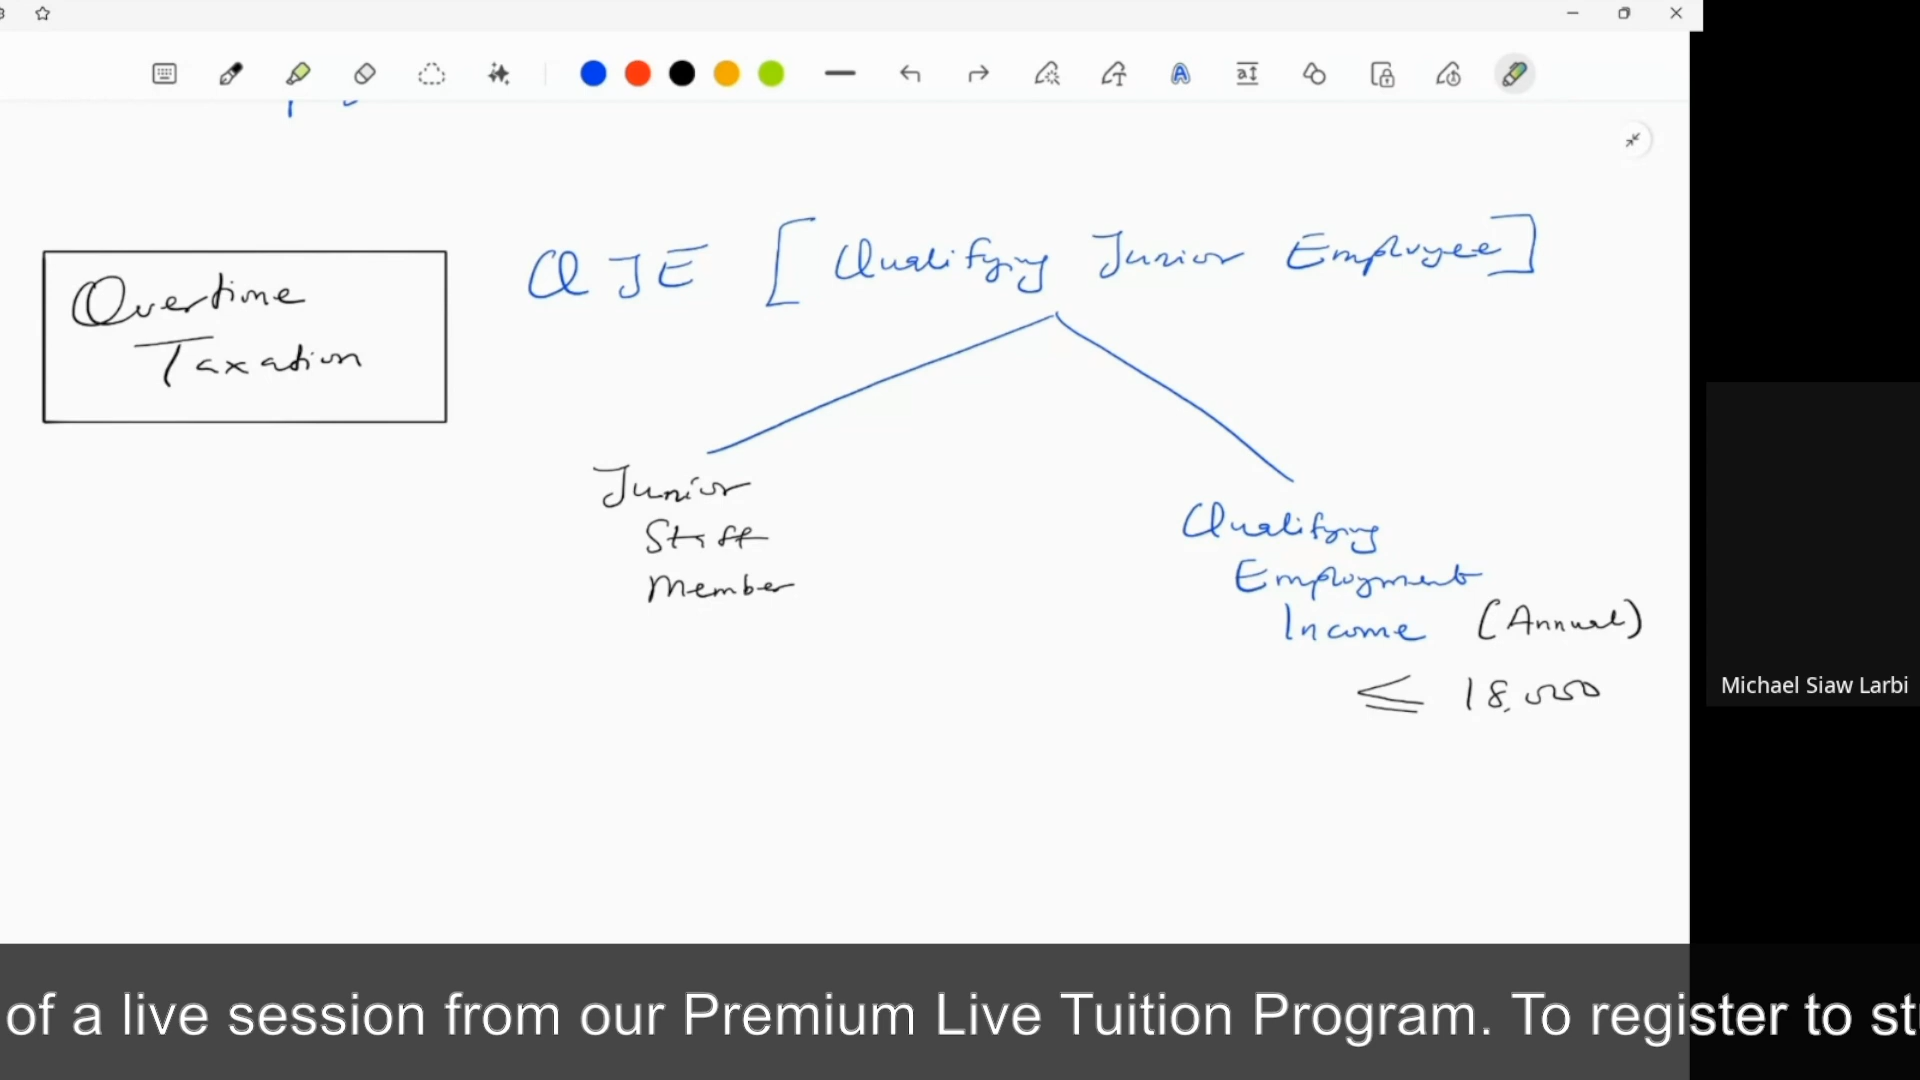 QJE [Qualifying Junior Employee]
Overtime
Taxation
Junior
Staff
Member
Qualifying
Employment
Income (Annual)
≤ 18,000
Michael Siaw Larbi
of a live session from our Premium Live Tuition Program. To register to st